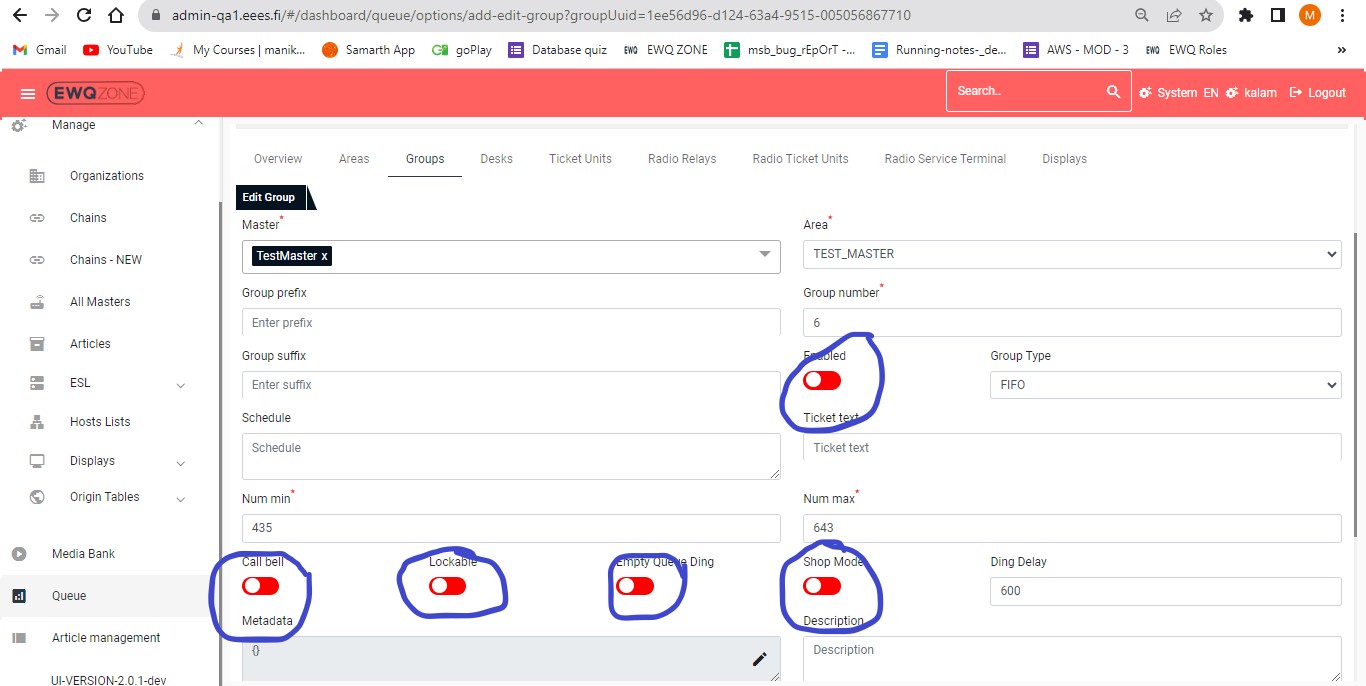 admin-qa1.eees.fi/#/dashboard/queue/options/add-edit-group?groupUuid=1ee56d96-d124-63a4-9515-005056867710
M
Gmail YouTube My Courses | manik... Samarth App goPlay Database quiz EWQ EWQ ZONE msb_bug_rEpOrT -... Running-notes-_de... AWS - MOD - 3 EWQ EWQ Roles »
EWQZONE Search.. System EN kalam Logout
Manage
Organizations
Chains
Chains - NEW
All Masters
Articles
ESL
Hosts Lists
Displays
Origin Tables
Media Bank
Queue
Article management
UI-VERSION-2.0.1-dev
Overview Areas Groups Desks Ticket Units Radio Relays Radio Ticket Units Radio Service Terminal Displays
Edit Group
Master* Area*
TestMaster x TEST_MASTER
Group prefix Group number*
Enter prefix 6
Group suffix Enabled Group Type
Enter suffix FIFO
Schedule Ticket text
Schedule Ticket text
Num min* Num max*
435 643
Call bell Lockable Empty Queue Ding Shop Mode Ding Delay
600
Metadata Description
{} Description